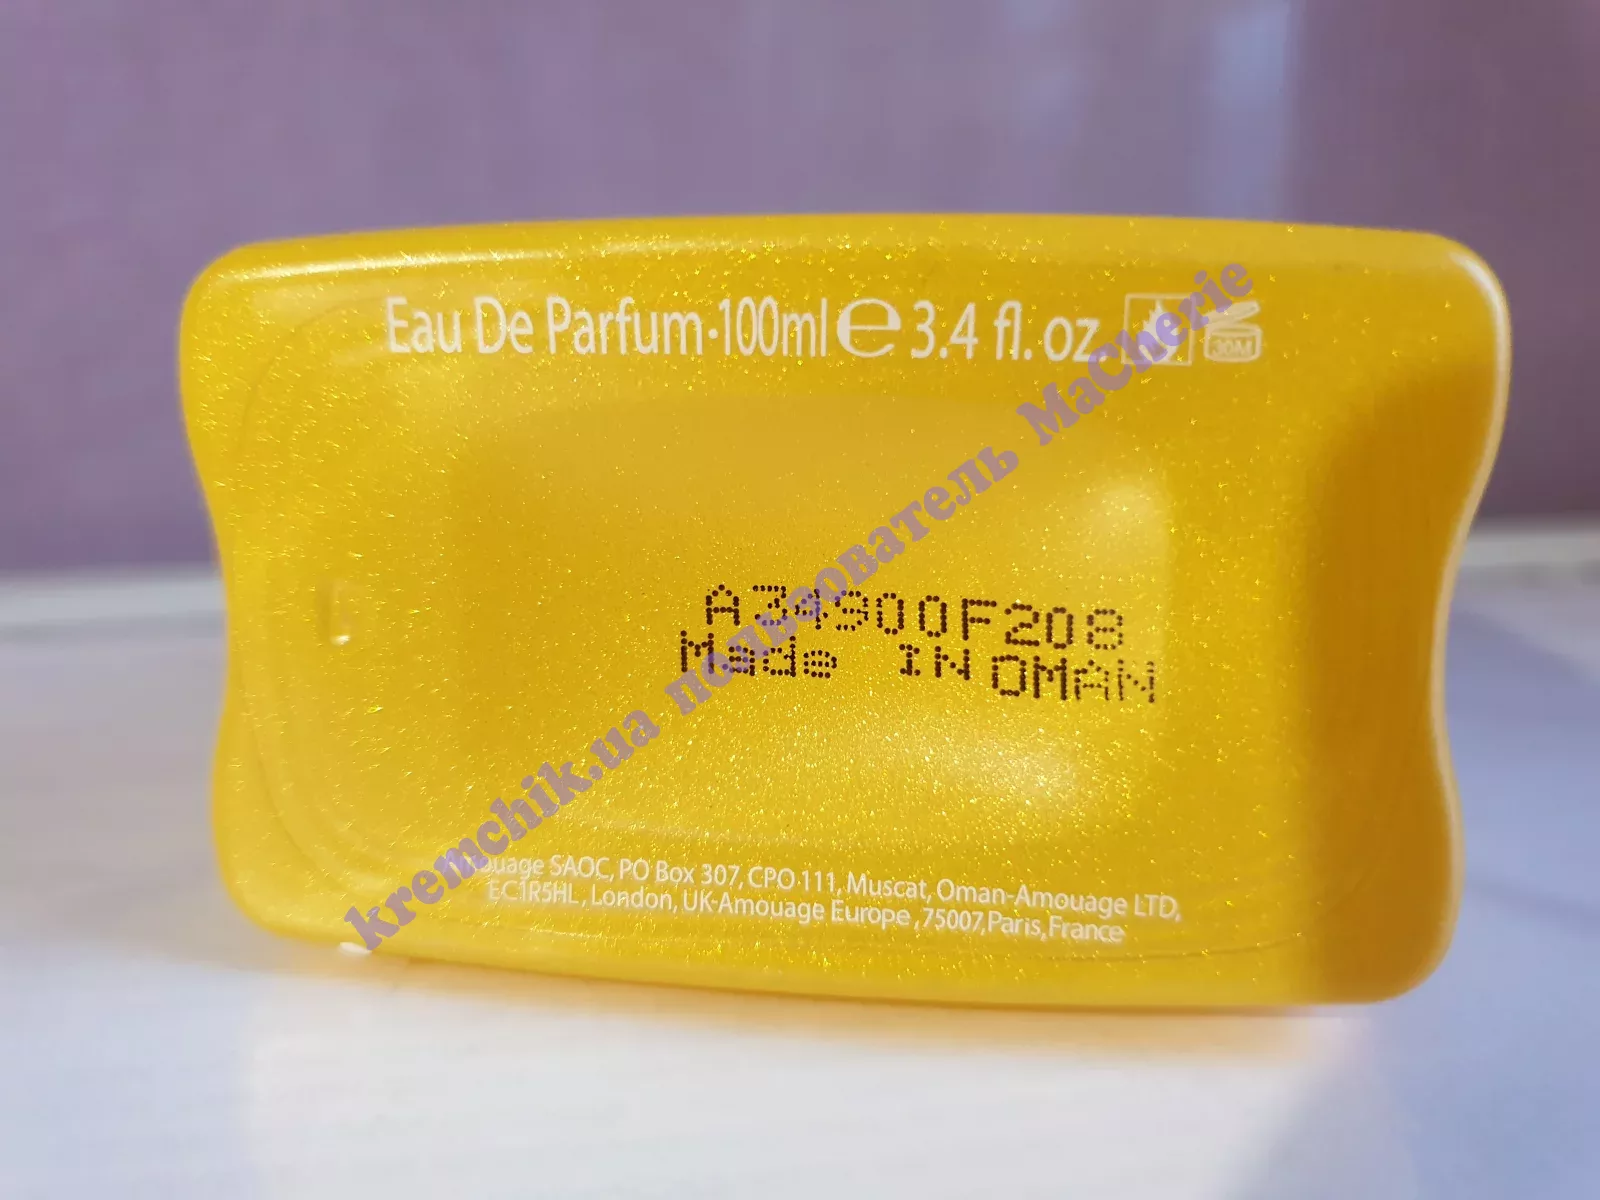 Eau De Parfum·100ml ℮ 3.4 fl. oz.
30M
A34900F208
Made IN OMAN
Amouage SAOC, PO Box 307, CPO 111, Muscat, Oman-Amouage LTD,
EC1R5HL, London, UK-Amouage Europe, 75007, Paris, France
kremchik.ua пользователь MaCherie